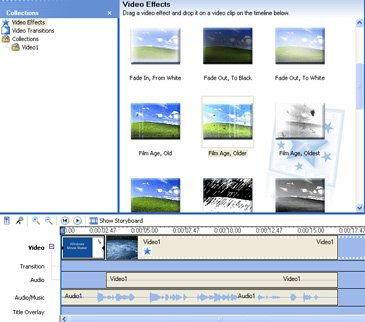 Collections
×
Video Effects
Video Transitions
Collections
Video1
Video Effects
Drag a video effect and drop it on a video clip on the timeline below.
Fade In, From White
Fade Out, To Black
Fade Out, To White
Film Age, Old
Film Age, Older
Film Age, Oldest
Show Storyboard
0:00:02.47
0:00:05.00
0:00:07.47
0:00:10.00
0:00:12.47
0:00:15.00
0:00:17.47
Video
Windows
Movie Maker
Video1
Video1
Transition
Audio
Video1
Video1
Audio/Music
Audio1
Audio1
Title Overlay